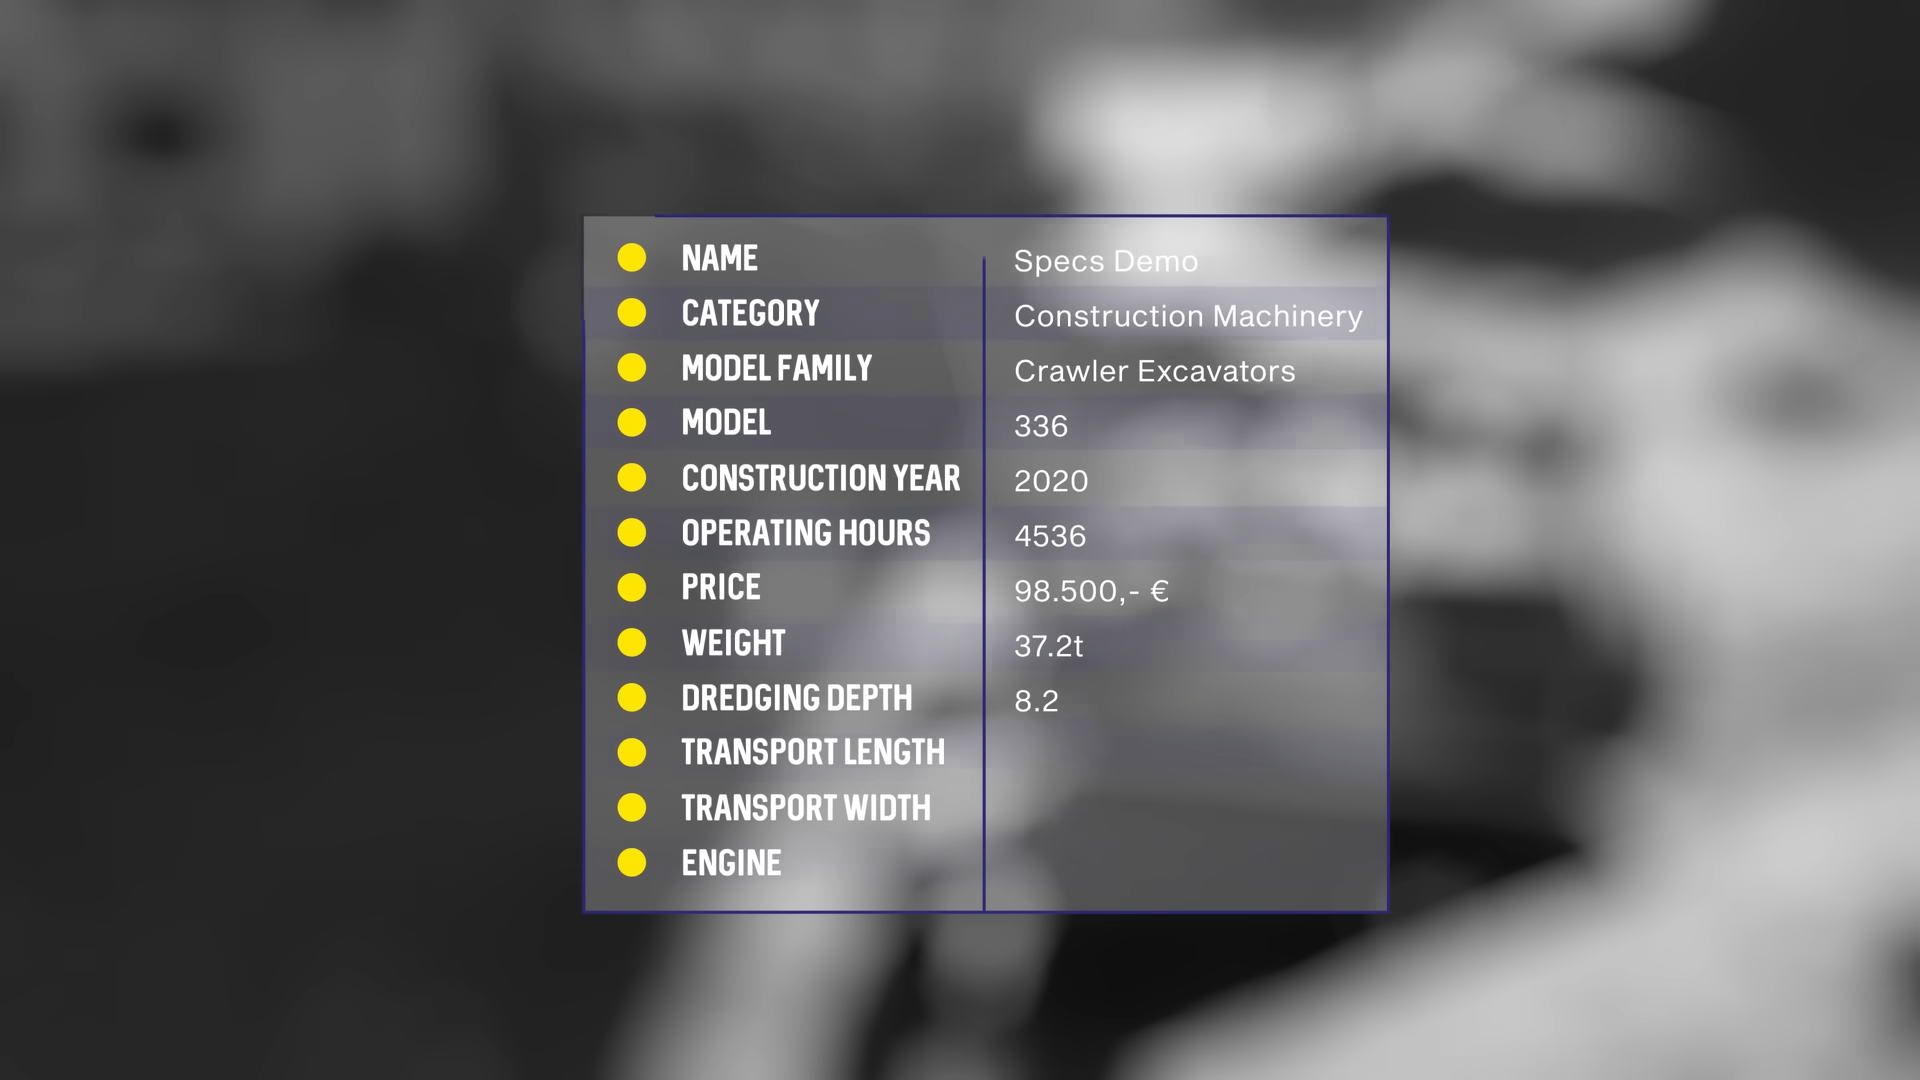 NAME Specs Demo
CATEGORY Construction Machinery
MODEL FAMILY Crawler Excavators
MODEL 336
CONSTRUCTION YEAR 2020
OPERATING HOURS 4536
PRICE 98.500,- €
WEIGHT 37.2t
DREDGING DEPTH 8.2
TRANSPORT LENGTH
TRANSPORT WIDTH
ENGINE